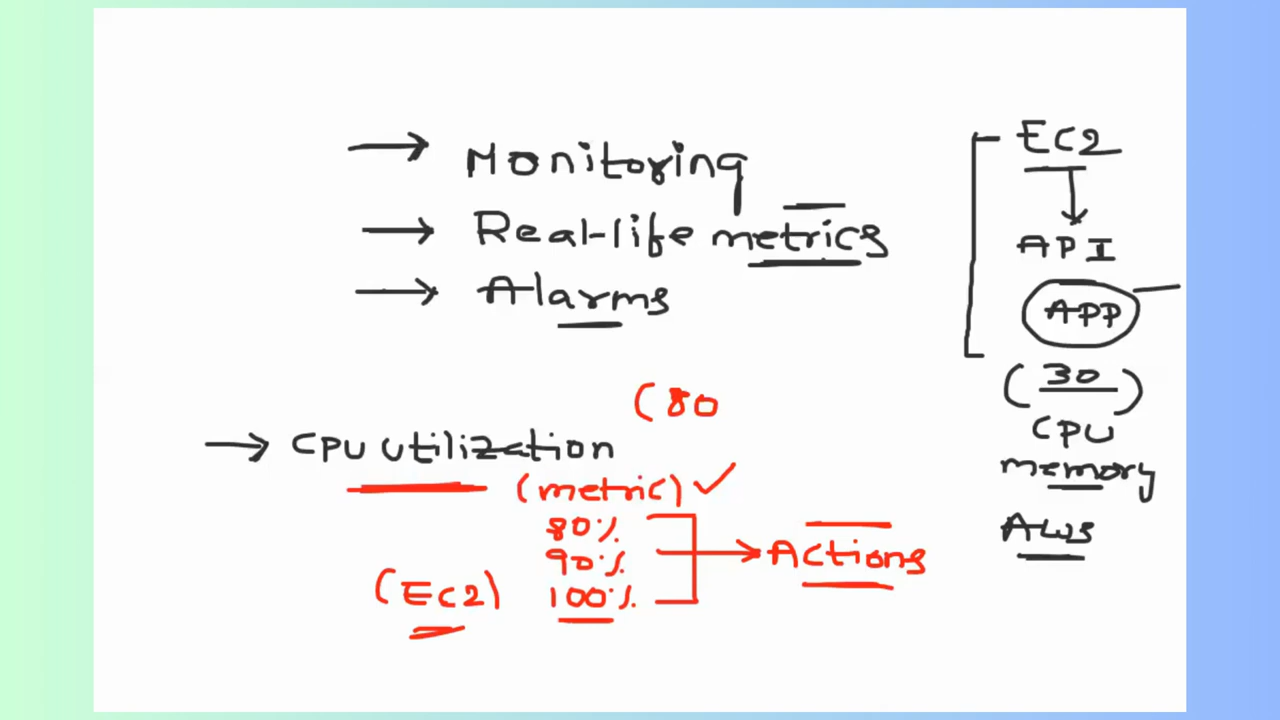 → Monitoring
→ Real-life metrics
→ Alarms
(80
→ CPU utilization
(metric) ✓
80%
90%
100%
(EC2)
→ Actions
EC2
API
APP
(30)
CPU
memory
AWS